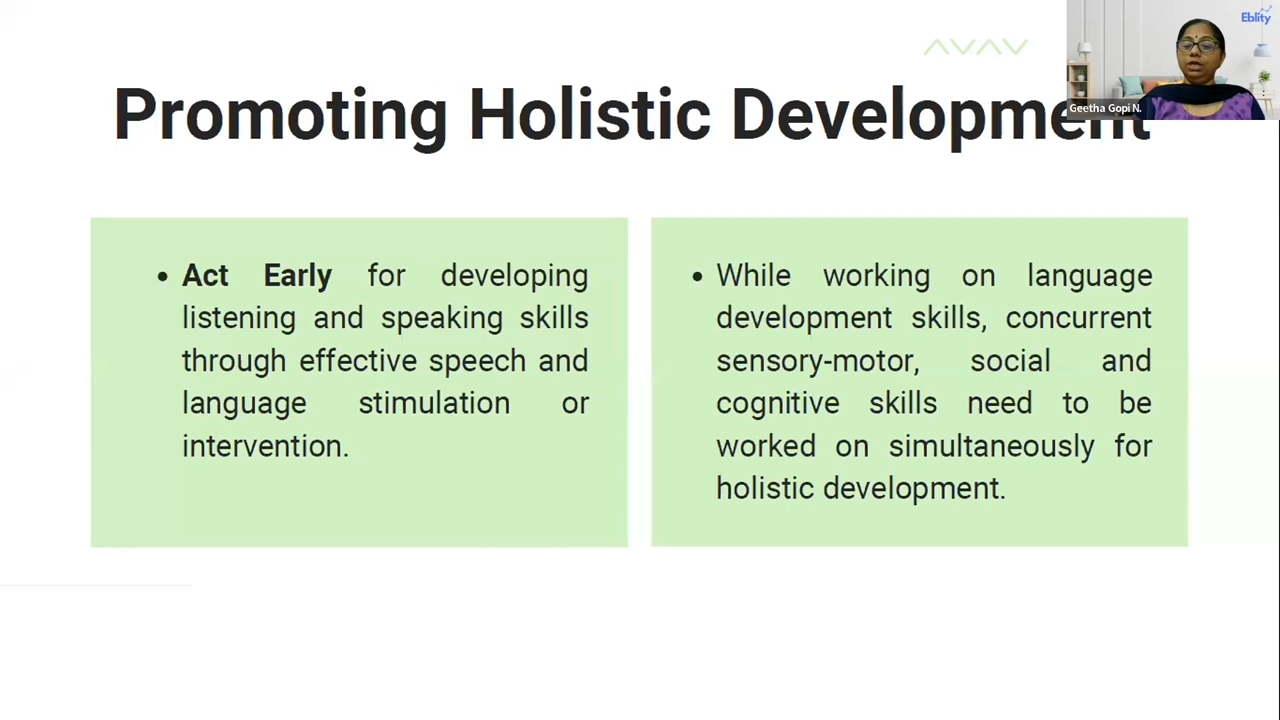 Eblity
Geetha Gopi N.
Promoting Holistic Development
• Act Early for developing
listening and speaking skills
through effective speech and
language stimulation or
intervention.
• While working on language
development skills, concurrent
sensory-motor, social and
cognitive skills need to be
worked on simultaneously for
holistic development.